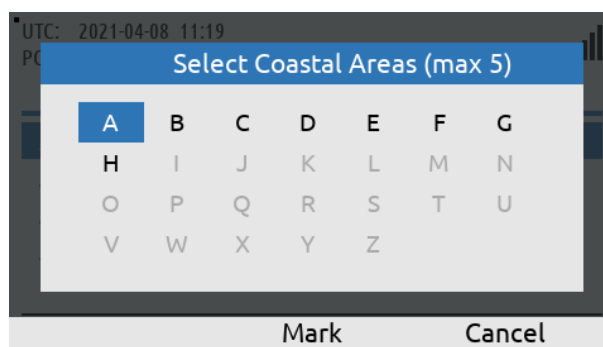 UTC: 2021-04-08 11:19
Select Coastal Areas (max 5)
A B C D E F G
H I J K L M N
O P Q R S T U
V W X Y Z
Mark Cancel